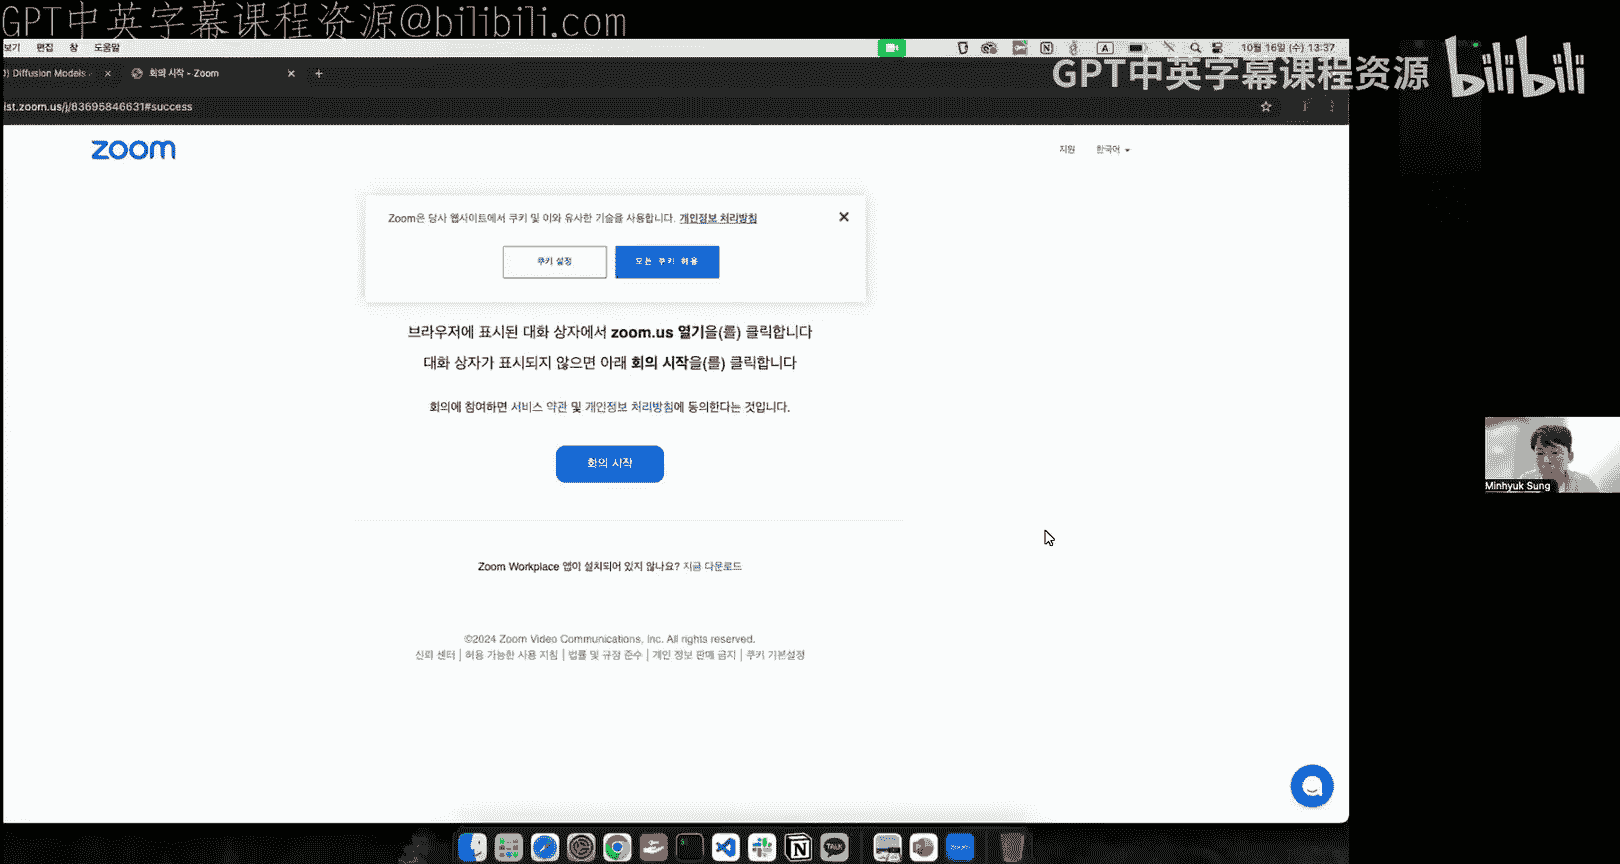 GPT中英字幕课程资源@bilibili.com
보기 편집 창 도움말
A
10월 16일 (수) 13:37
GPT中英字幕课程资源 bilibili
) Diffusion Models
회의 시작 - Zoom
ist.zoom.us/j/83695846631#success
zoom
지원 한국어
Zoom은 당사 웹사이트에서 쿠키 및 이와 유사한 기술을 사용합니다. 개인정보 처리방침
쿠키 설정
모든 쿠키 허용
브라우저에 표시된 대화 상자에서 zoom.us 열기을(를) 클릭합니다
대화 상자가 표시되지 않으면 아래 회의 시작을(를) 클릭합니다
회의에 참여하면 서비스 약관 및 개인정보 처리방침에 동의한다는 것입니다.
회의 시작
Minhyuk Sung
Zoom Workplace 앱이 설치되어 있지 않나요? 지금 다운로드
©2024 Zoom Video Communications, Inc. All rights reserved.
신뢰 센터 | 허용 가능한 사용 지침 | 법률 및 규정 준수 | 개인 정보 판매 금지 | 쿠키 기본설정
TALK